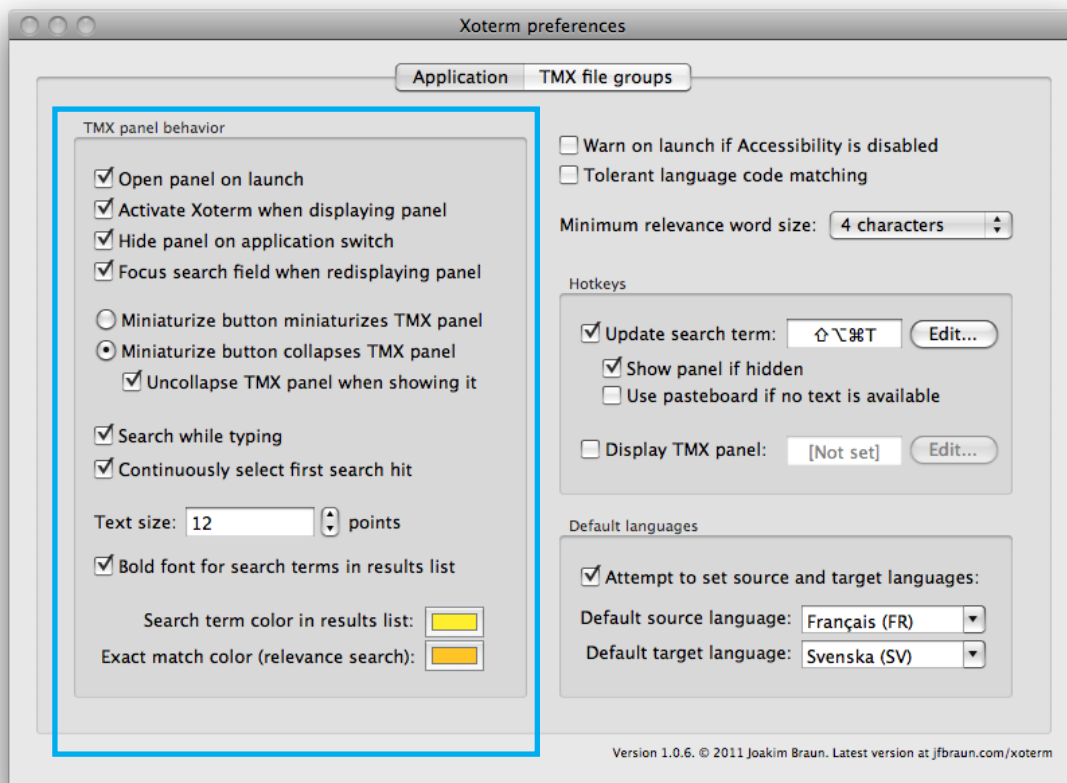 Xoterm preferences
Application
TMX file groups
TMX panel behavior
Open panel on launch
Activate Xoterm when displaying panel
Hide panel on application switch
Focus search field when redisplaying panel
Miniaturize button miniaturizes TMX panel
Miniaturize button collapses TMX panel
Uncollapse TMX panel when showing it
Search while typing
Continuously select first search hit
Text size: 12 points
Bold font for search terms in results list
Search term color in results list:
Exact match color (relevance search):
Warn on launch if Accessibility is disabled
Tolerant language code matching
Minimum relevance word size: 4 characters
Hotkeys
Update search term: ⇧⌥⌘T Edit...
Show panel if hidden
Use pasteboard if no text is available
Display TMX panel: [Not set] Edit...
Default languages
Attempt to set source and target languages:
Default source language: Français (FR)
Default target language: Svenska (SV)
Version 1.0.6. © 2011 Joakim Braun. Latest version at jfbraun.com/xoterm